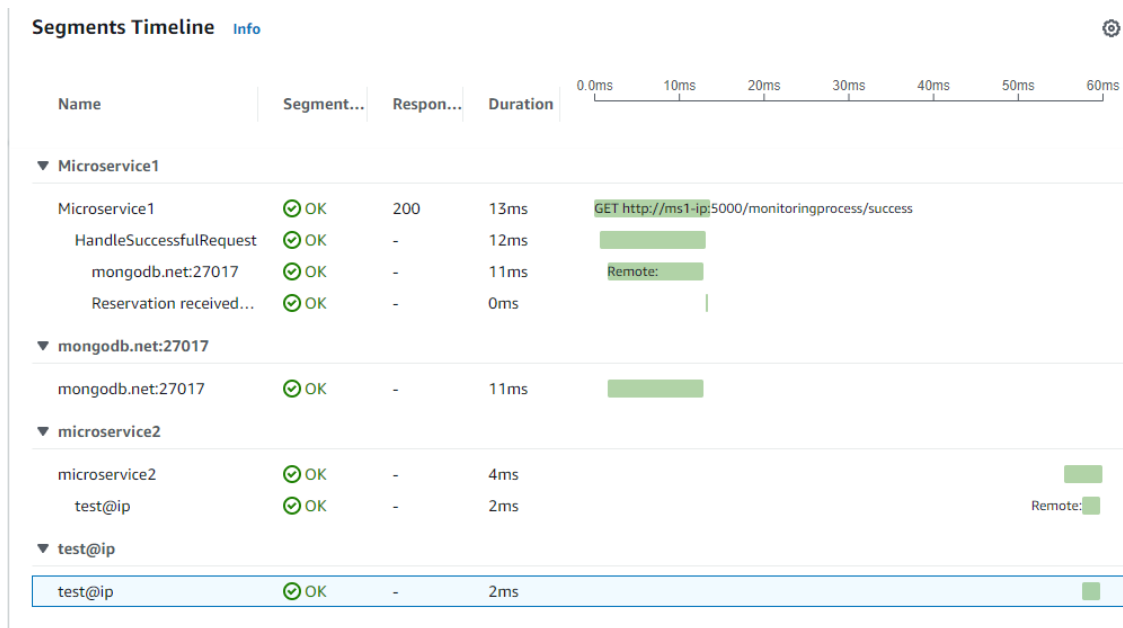 Segments Timeline Info
0.0ms 10ms 20ms 30ms 40ms 50ms 60ms
Name Segment... Respon... Duration
Microservice1
Microservice1 OK 200 13ms GET http://ms1-ip:5000/monitoringprocess/success
HandleSuccessfulRequest OK - 12ms
mongodb.net:27017 OK - 11ms Remote:
Reservation received... OK - 0ms
mongodb.net:27017
mongodb.net:27017 OK - 11ms
microservice2
microservice2 OK - 4ms
test@ip OK - 2ms Remote:
test@ip
test@ip OK - 2ms